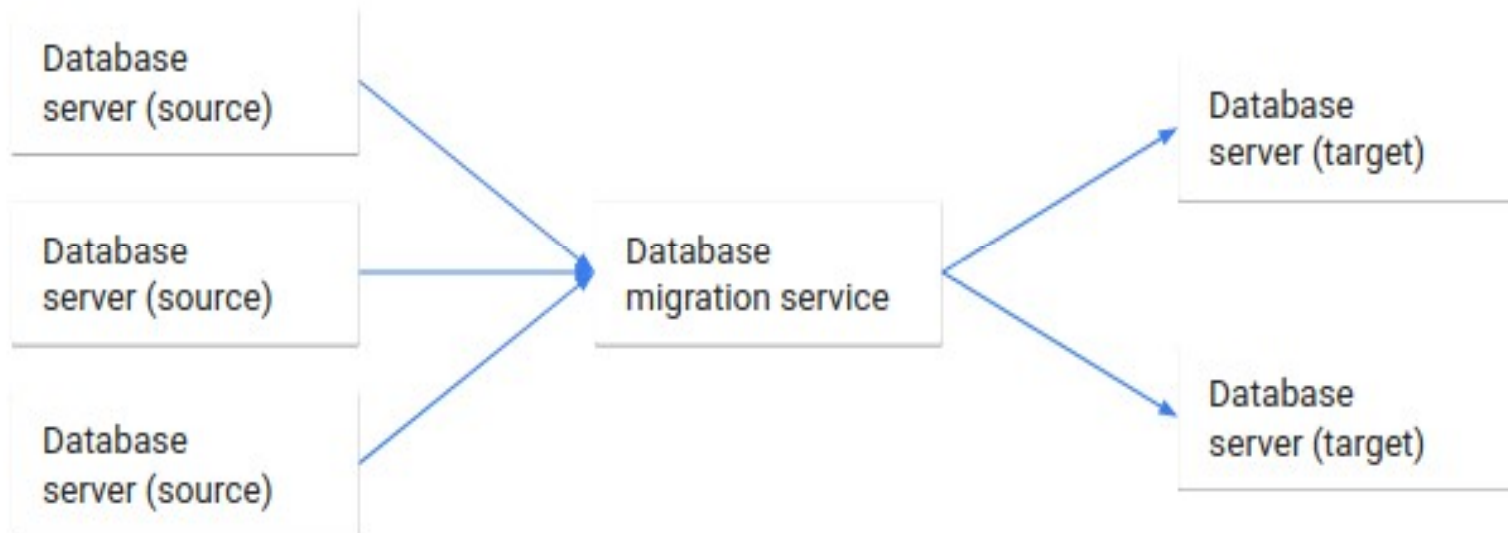 Database
server (source)
Database
server (source)
Database
server (source)
Database
migration service
Database
server (target)
Database
server (target)